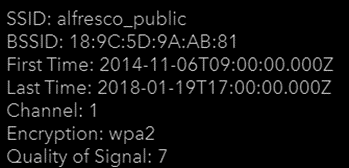 SSID: alfresco_public
BSSID: 18:9C:5D:9A:AB:81
First Time: 2014-11-06T09:00:00.000Z
Last Time: 2018-01-19T17:00:00.000Z
Channel: 1
Encryption: wpa2
Quality of Signal: 7